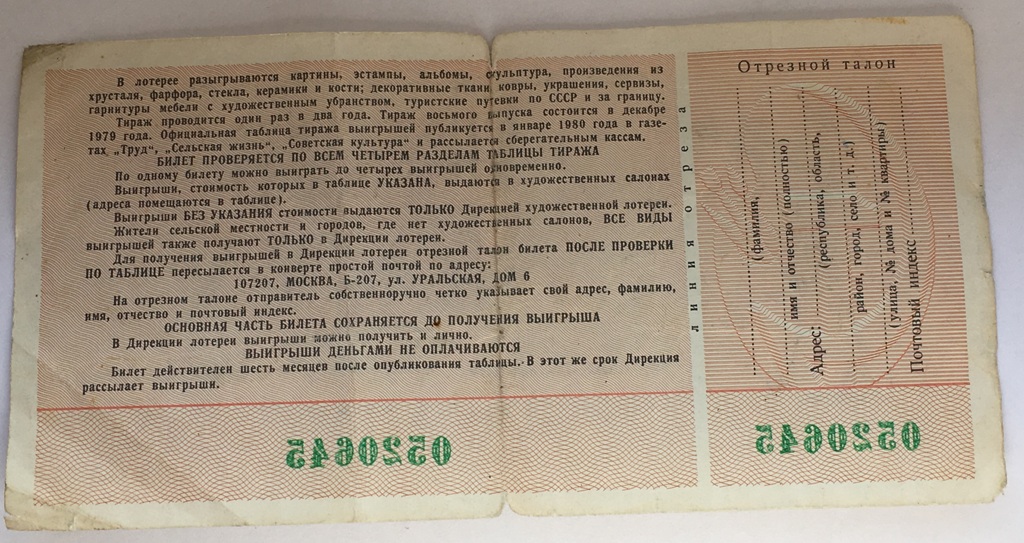 В лотерее разыгрываются картины, эстампы, альбомы, скульптура, произведения из
хрусталя, фарфора, стекла, керамики и кости; декоративные ткани, ковры, украшения, сервизы,
гарнитуры мебели с художественным убранством, туристские путевки по СССР и за границу.
Тираж проводится один раз в два года. Тираж восьмого выпуска состоится в декабре
1979 года. Официальная таблица тиража выигрышей публикуется в январе 1980 года в газе-
тах „Труд", „Сельская жизнь", „Советская культура" и рассылается сберегательным кассам.
БИЛЕТ ПРОВЕРЯЕТСЯ ПО ВСЕМ ЧЕТЫРЕМ РАЗДЕЛАМ ТАБЛИЦЫ ТИРАЖА
По одному билету можно выиграть до четырех выигрышей одновременно.
Выигрыши, стоимость которых в таблице УКАЗАНА, выдаются в художественных салонах
(адреса помещаются в таблице).
Выигрыши БЕЗ УКАЗАНИЯ стоимости выдаются ТОЛЬКО Дирекцией художественной лотереи.
Жители сельской местности и городов, где нет художественных салонов, ВСЕ ВИДЫ
выигрышей также получают ТОЛЬКО в Дирекции лотереи.
Для получения выигрышей в Дирекции лотереи отрезной талон билета ПОСЛЕ ПРОВЕРКИ
ПО ТАБЛИЦЕ пересылается в конверте простой почтой по адресу:
107207, МОСКВА, Б-207, ул. УРАЛЬСКАЯ, ДОМ 6
На отрезном талоне отправитель собственноручно четко указывает свой адрес, фамилию,
имя, отчество и почтовый индекс.
ОСНОВНАЯ ЧАСТЬ БИЛЕТА СОХРАНЯЕТСЯ ДО ПОЛУЧЕНИЯ ВЫИГРЫША
В Дирекции лотереи выигрыши можно получить и лично.
ВЫИГРЫШИ ДЕНЬГАМИ НЕ ОПЛАЧИВАЮТСЯ
Билет действителен шесть месяцев после опубликования таблицы. В этот же срок Дирекция
рассылает выигрыши.
0520645
линия отреза
Отрезной талон
(фамилия,
имя и отчество (полностью)
Адрес:
(республика, область,
район, город, село и т. д.)
(улица, № дома и № квартиры)
Почтовый индекс
0520645